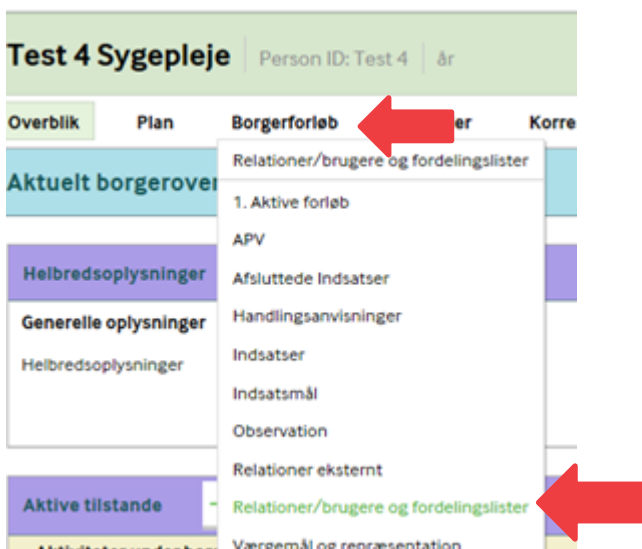 Test 4 Sygepleje Person ID: Test 4 år
Overblik Plan Borgerforløb er Korre
Relationer/brugere og fordelingslister
Aktuelt borgerover
1. Aktive forløb
APV
Helbredsoplysninger
Afsluttede Indsatser
Generelle oplysninger
Handlingsanvisninger
Helbredsoplysninger
Indsatser
Indsatsmål
Observation
Relationer eksternt
Aktive tilstande
Relationer/brugere og fordelingslister
Værgemål og repræsentation